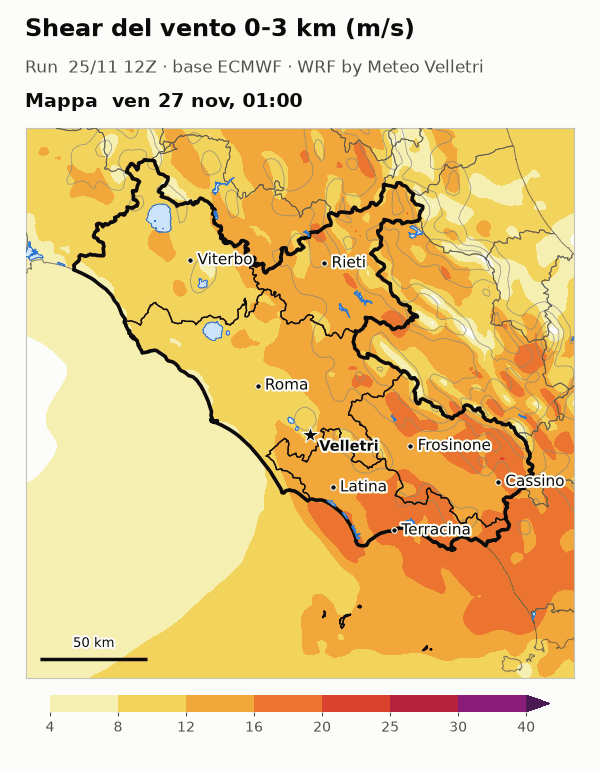 Shear del vento 0-3 km (m/s)
Run  25/11 12Z · base ECMWF · WRF by Meteo Velletri
Mappa  ven 27 nov, 01:00
Viterbo
Rieti
Roma
Velletri
Frosinone
Cassino
Latina
Terracina
50 km
4 8 12 16 20 25 30 40